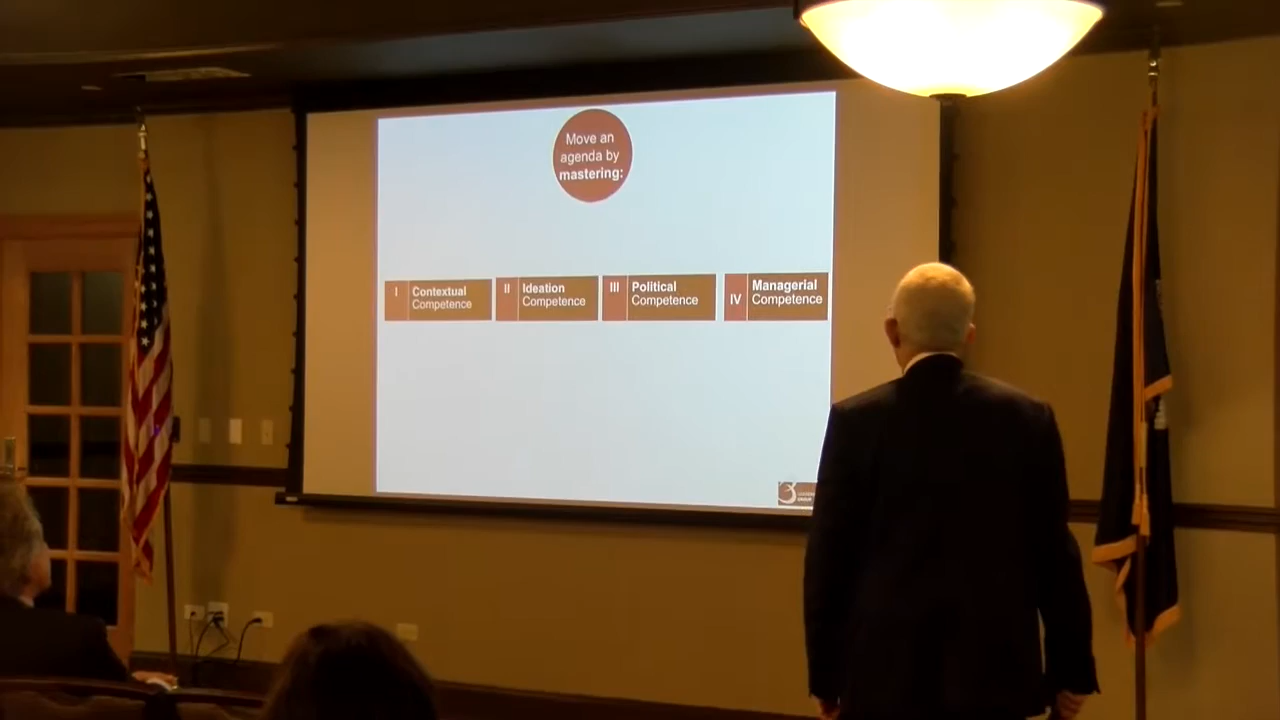 Move an
agenda by
mastering:
I Contextual
Competence
II Ideation
Competence
III Political
Competence
IV Managerial
Competence